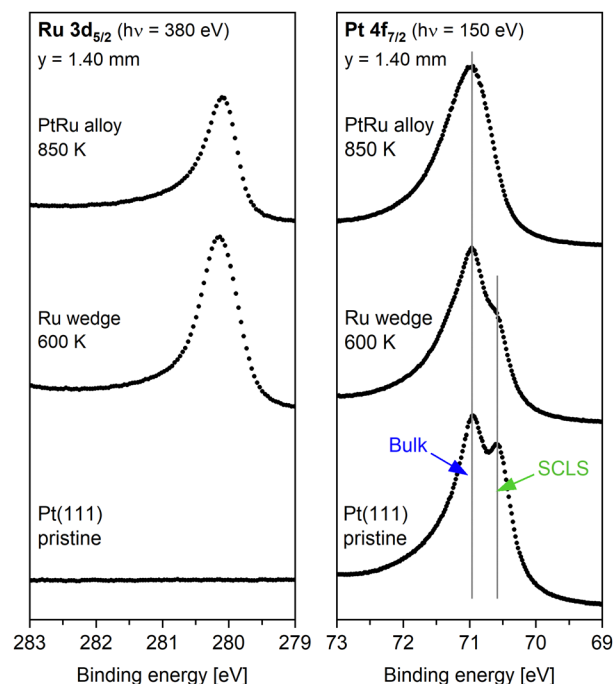 Ru 3d5/2 (hν = 380 eV)
y = 1.40 mm
PtRu alloy
850 K
Ru wedge
600 K
Pt(111)
pristine
283 282 281 280 279
Binding energy [eV]
Pt 4f7/2 (hν = 150 eV)
y = 1.40 mm
PtRu alloy
850 K
Ru wedge
600 K
Bulk
SCLS
Pt(111)
pristine
73 72 71 70 69
Binding energy [eV]